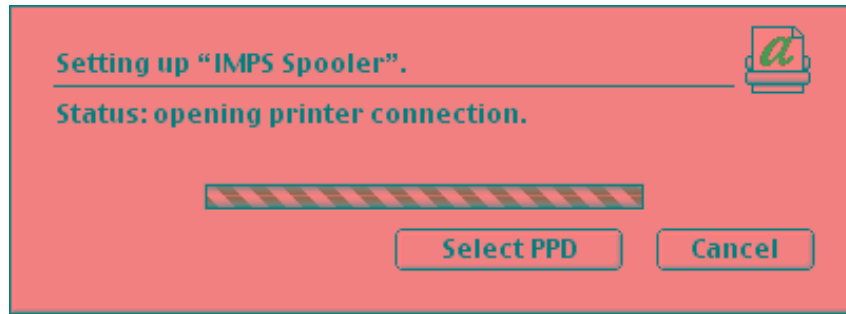 Setting up “IMPS Spooler”.
a
Status: opening printer connection.
Select PPD
Cancel